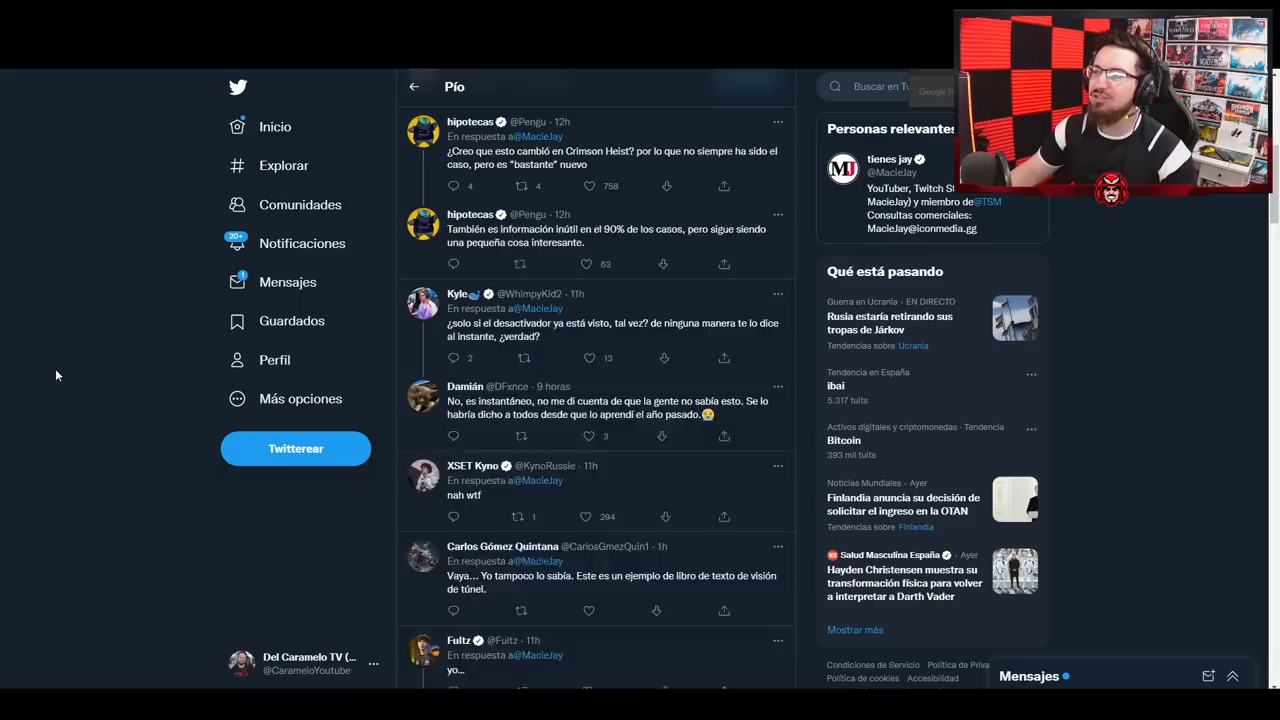 Inicio
Explorar
Comunidades
20+
Notificaciones
1
Mensajes
Guardados
Perfil
Más opciones
Twitterear
Del Caramelo TV (...
@CarameloYoutube
Pío
hipotecas @Pengu · 12h
En respuesta a@MacieJay
¿Creo que esto cambió en Crimson Heist? por lo que no siempre ha sido el
caso, pero es "bastante" nuevo
4 4 758
hipotecas @Pengu · 12h
También es información inútil en el 90% de los casos, pero sigue siendo
una pequeña cosa interesante.
63
Kyle @WhimpyKid2 · 11h
En respuesta a@MacieJay
¿solo si el desactivador ya está visto, tal vez? de ninguna manera te lo dice
al instante, ¿verdad?
2 13
Damián @DFxnce · 9 horas
No, es instantáneo, no me di cuenta de que la gente no sabía esto. Se lo
habría dicho a todos desde que lo aprendí el año pasado.
3
XSET Kyno @KynoRussie · 11h
En respuesta a@MacieJay
nah wtf
1 294
Carlos Gómez Quintana @CarlosGmezQuin1 · 1h
En respuesta a@MacieJay
Vaya... Yo tampoco lo sabía. Este es un ejemplo de libro de texto de visión
de túnel.
Fultz @Fultz · 11h
En respuesta a@MacieJay
yo...
Buscar en Tw
Google
Personas relevantes
MJ
tienes jay
@MacieJay
YouTuber, Twitch St
MacieJay) y miembro de@TSM
Consultas comerciales:
MacieJay@iconmedia.gg
Qué está pasando
Guerra en Ucrania · EN DIRECTO
Rusia estaría retirando sus
tropas de Járkov
Tendencias sobre Ucrania
Tendencia en España
ibai
5.317 tuits
Activos digitales y criptomonedas · Tendencia
Bitcoin
393 mil tuits
Noticias Mundiales · Ayer
Finlandia anuncia su decisión de
solicitar el ingreso en la OTAN
Tendencias sobre Finlandia
Salud Masculina España · Ayer
Hayden Christensen muestra su
transformación física para volver
a interpretar a Darth Vader
Mostrar más
Condiciones de Servicio Política de Priva
Política de cookies Accesibilidad
Mensajes